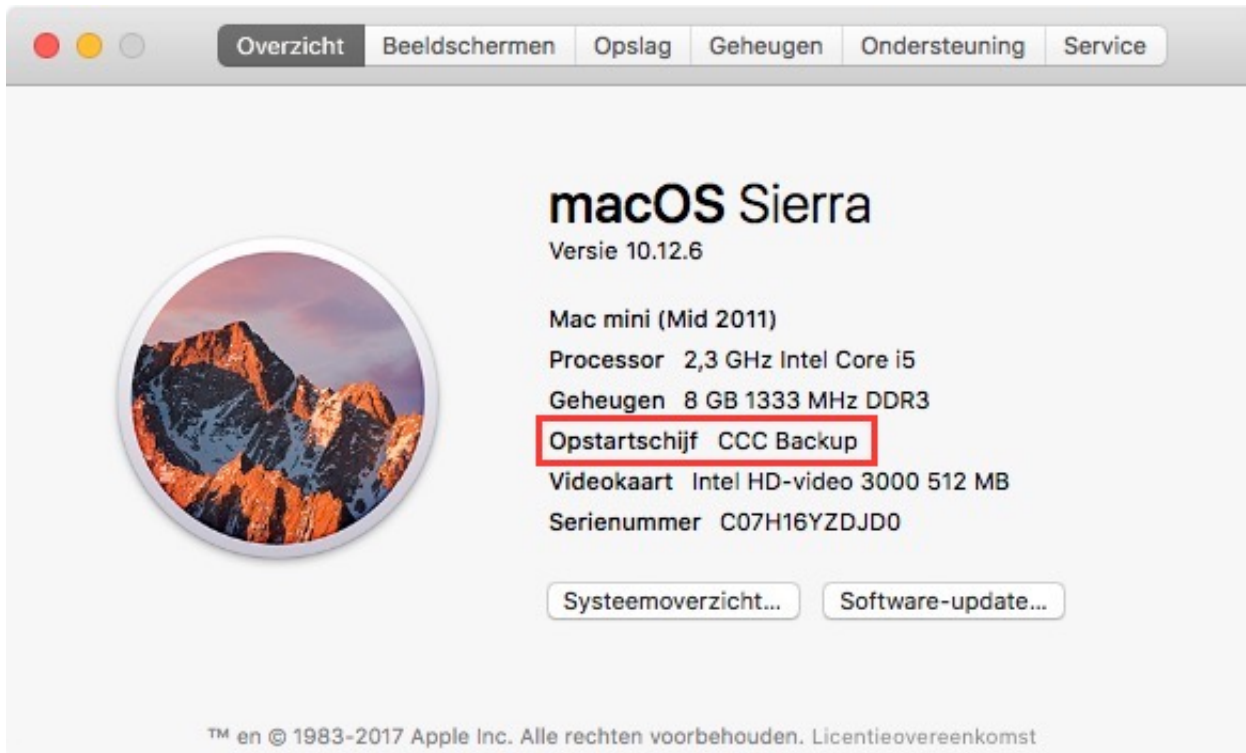 Overzicht Beeldschermen Opslag Geheugen Ondersteuning Service
macOS Sierra
Versie 10.12.6
Mac mini (Mid 2011)
Processor 2,3 GHz Intel Core i5
Geheugen 8 GB 1333 MHz DDR3
Opstartschijf CCC Backup
Videokaart Intel HD-video 3000 512 MB
Serienummer C07H16YZDJD0
Systeemoverzicht... Software-update...
™ en © 1983-2017 Apple Inc. Alle rechten voorbehouden. Licentieovereenkomst